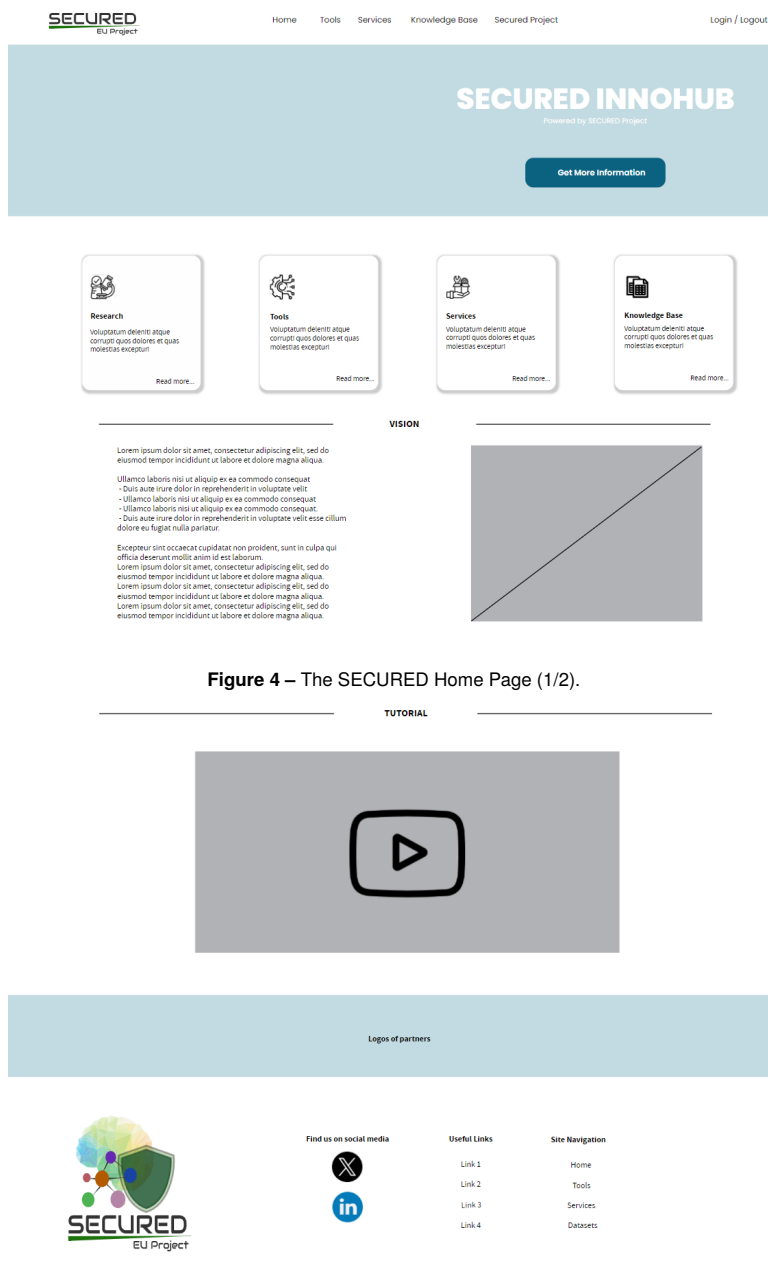 SECURED
EU Project
Home Tools Services Knowledge Base Secured Project Login / Logout
SECURED INNOHUB
Powered by SECURED Project
Get More Information
Research
Voluptatum deleniti atque
corrupti quos dolores et quas
molestias excepturi
Read more...
Tools
Voluptatum deleniti atque
corrupti quos dolores et quas
molestias excepturi
Read more...
Services
Voluptatum deleniti atque
corrupti quos dolores et quas
molestias excepturi
Read more...
Knowledge Base
Voluptatum deleniti atque
corrupti quos dolores et quas
molestias excepturi
Read more...
VISION
Lorem ipsum dolor sit amet, consectetur adipiscing elit, sed do
eiusmod tempor incididunt ut labore et dolore magna aliqua.
Ullamco laboris nisi ut aliquip ex ea commodo consequat
- Duis aute irure dolor in reprehenderit in voluptate velit
- Ullamco laboris nisi ut aliquip ex ea commodo consequat
- Ullamco laboris nisi ut aliquip ex ea commodo consequat.
- Duis aute irure dolor in reprehenderit in voluptate velit esse cillum
dolore eu fugiat nulla pariatur.
Excepteur sint occaecat cupidatat non proident, sunt in culpa qui
officia deserunt mollit anim id est laborum.
Lorem ipsum dolor sit amet, consectetur adipiscing elit, sed do
eiusmod tempor incididunt ut labore et dolore magna aliqua.
Lorem ipsum dolor sit amet, consectetur adipiscing elit, sed do
eiusmod tempor incididunt ut labore et dolore magna aliqua.
Lorem ipsum dolor sit amet, consectetur adipiscing elit, sed do
eiusmod tempor incididunt ut labore et dolore magna aliqua.
Figure 4 – The SECURED Home Page (1/2).
TUTORIAL
Logos of partners
SECURED
EU Project
Find us on social media
X
in
Useful Links
Link 1
Link 2
Link 3
Link 4
Site Navigation
Home
Tools
Services
Datasets